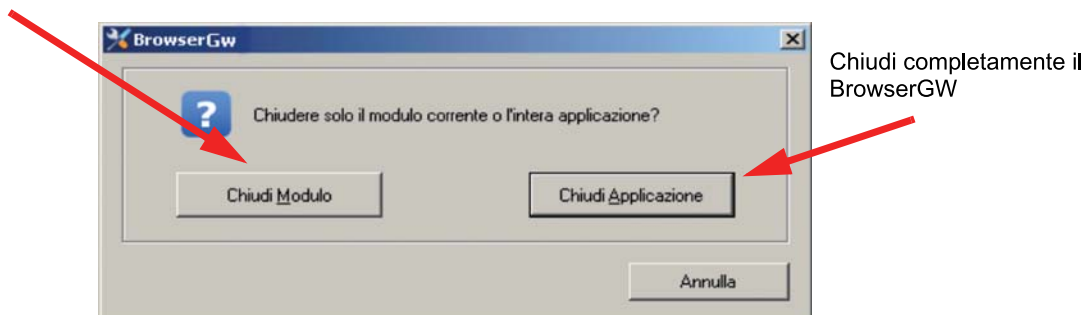 BrowserGw
Chiudi completamente il
BrowserGW
Chiudere solo il modulo corrente o l'intera applicazione?
Chiudi Modulo
Chiudi Applicazione
Annulla